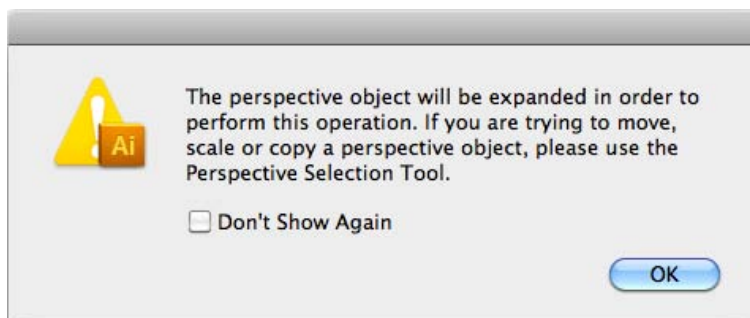 The perspective object will be expanded in order to
perform this operation. If you are trying to move,
scale or copy a perspective object, please use the
Perspective Selection Tool.
Ai
Don't Show Again
OK